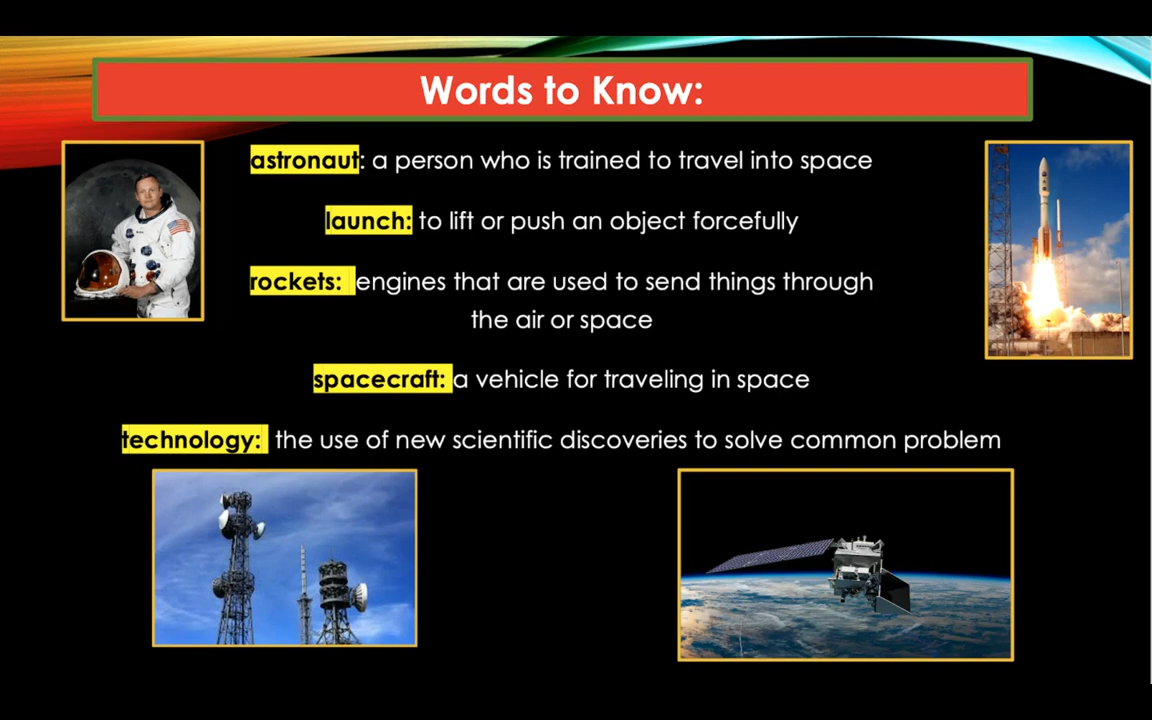 Words to Know:
astronaut: a person who is trained to travel into space
launch: to lift or push an object forcefully
rockets: engines that are used to send things through
the air or space
spacecraft: a vehicle for traveling in space
technology: the use of new scientific discoveries to solve common problem